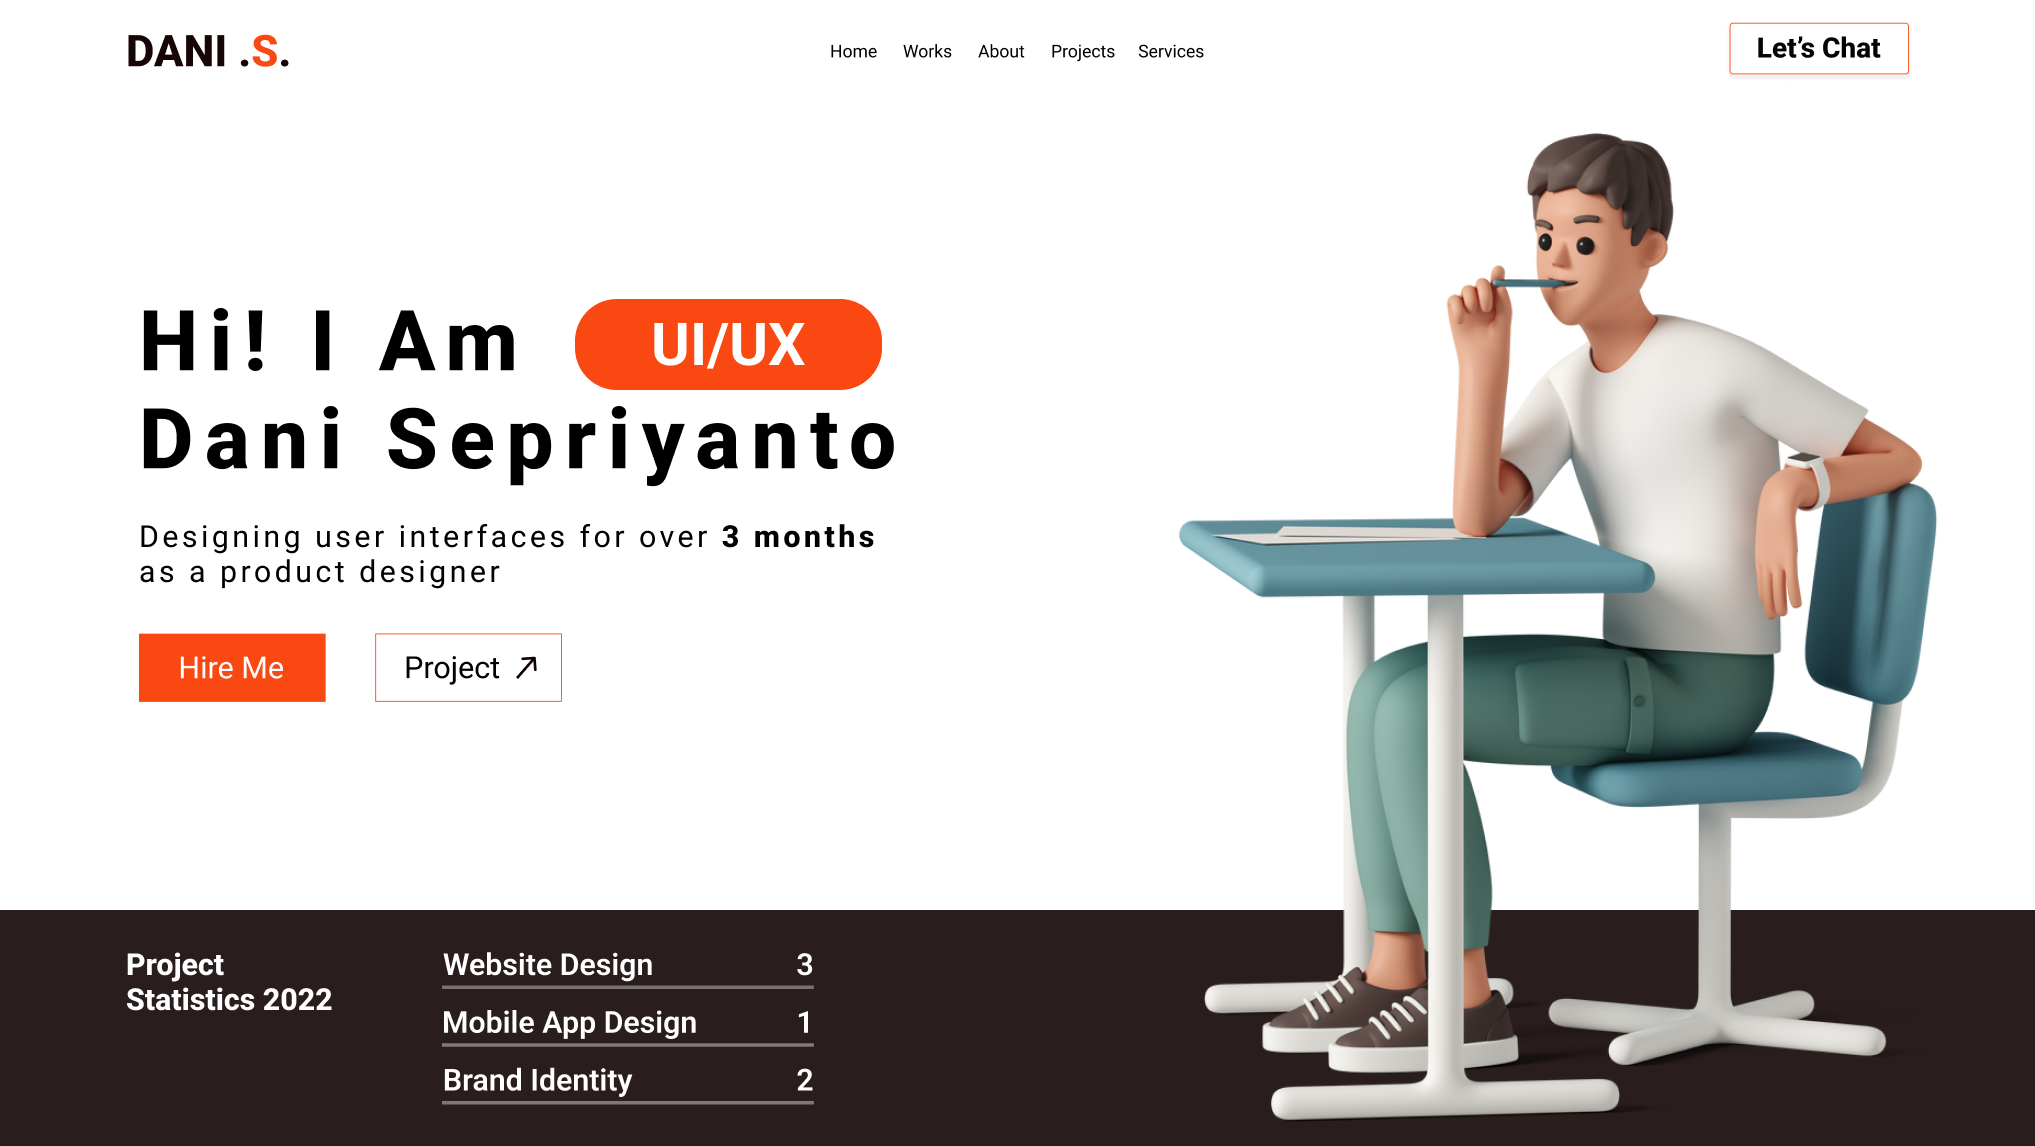 DANI .S.
Home Works About Projects Services
Let's Chat
Hi! I Am UI/UX
Dani Sepriyanto
Designing user interfaces for over 3 months
as a product designer
Hire Me
Project
Project
Statistics 2022
Website Design 3
Mobile App Design 1
Brand Identity 2